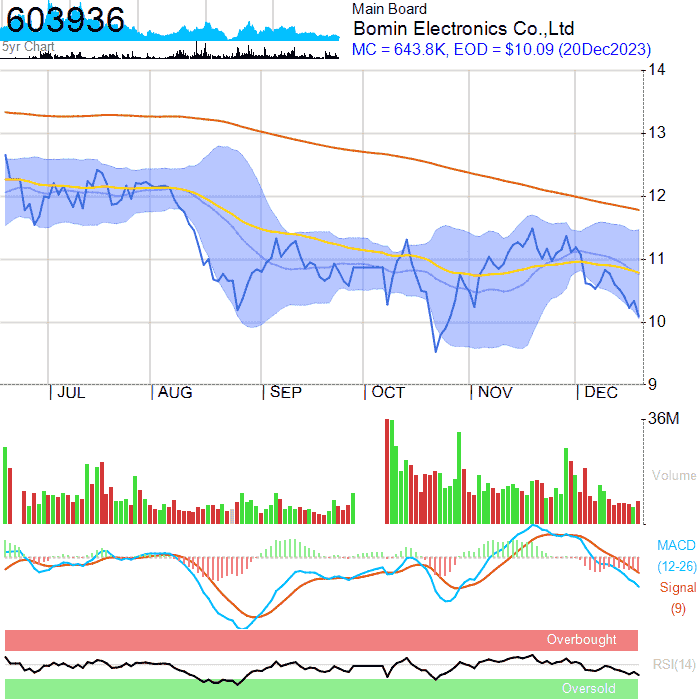 603936
5yr Chart
Main Board
Bomin Electronics Co.,Ltd
MC = 643.8K, EOD = $10.09 (20Dec2023)
14
13
12
11
10
9
JUL AUG SEP OCT NOV DEC
36M
Volume
MACD
(12-26)
Signal
(9)
Overbought
RSI(14)
Oversold